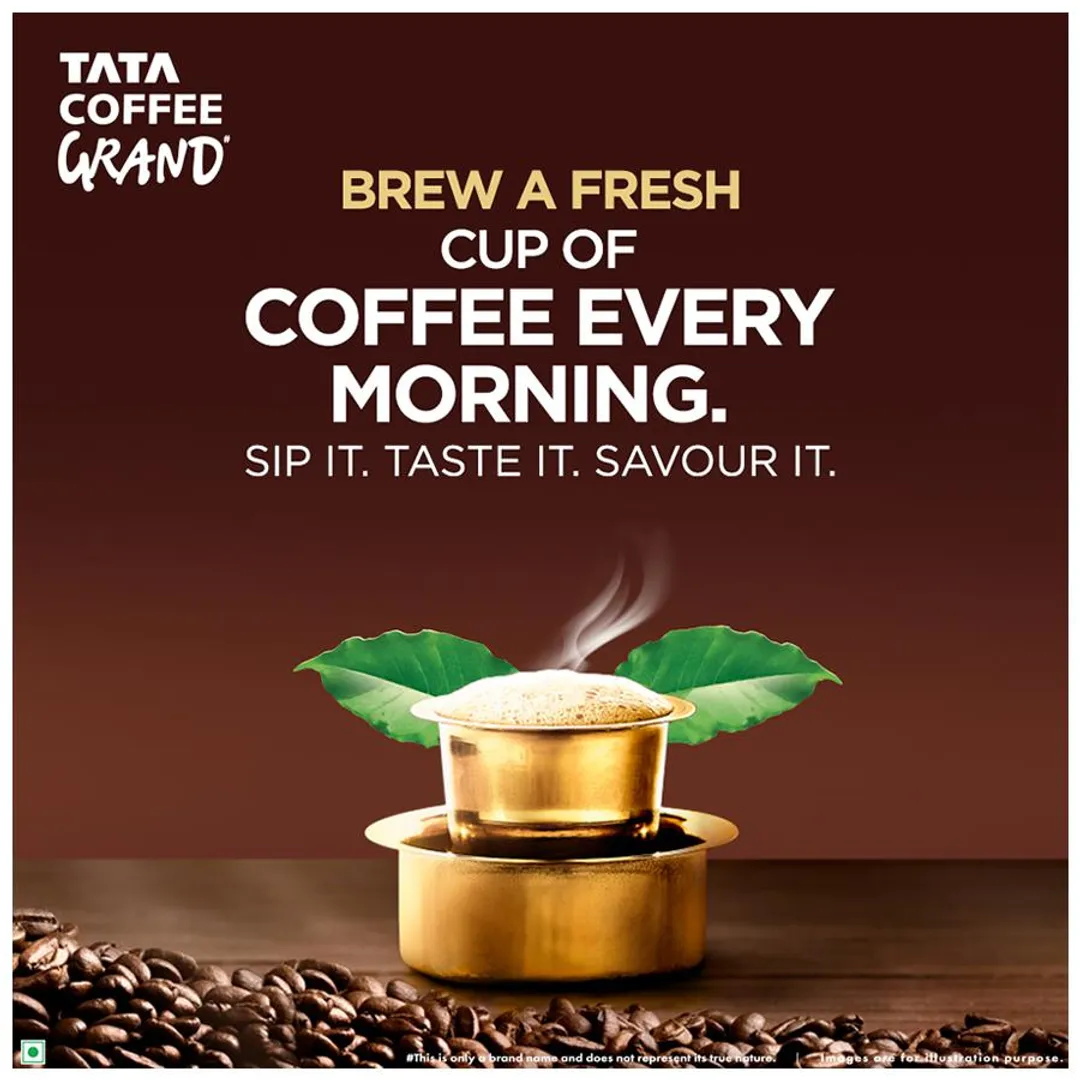 TATA
COFFEE
GRAND#
BREW A FRESH
CUP OF
COFFEE EVERY
MORNING.
SIP IT. TASTE IT. SAVOUR IT.
#This is only a brand name and does not represent its true nature. | Images are for illustration purpose.